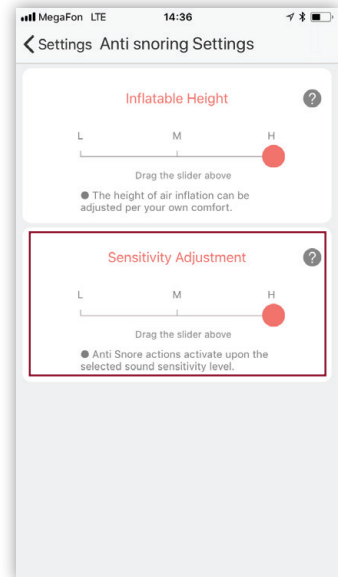 MegaFon LTE 14:36
Settings Anti snoring Settings
Inflatable Height ?
L M H
Drag the slider above
● The height of air inflation can be
adjusted per your own comfort.
Sensitivity Adjustment ?
L M H
Drag the slider above
● Anti Snore actions activate upon the
selected sound sensitivity level.